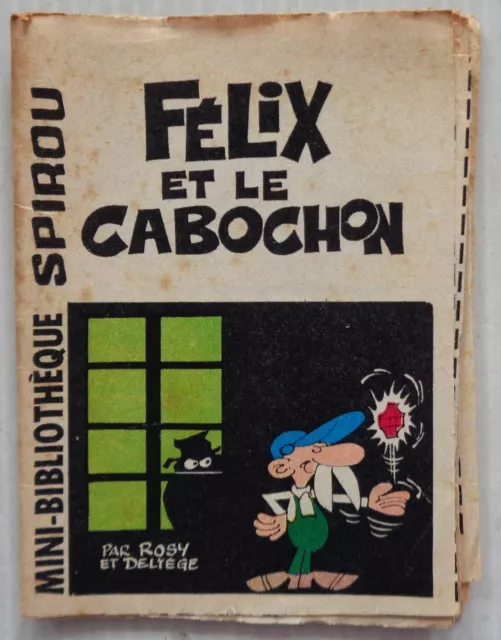 MINI-BIBLIOTHÈQUE SPIROU
FÉLIX
ET LE
CABOCHON
PAR ROSY
ET DELIÈGE